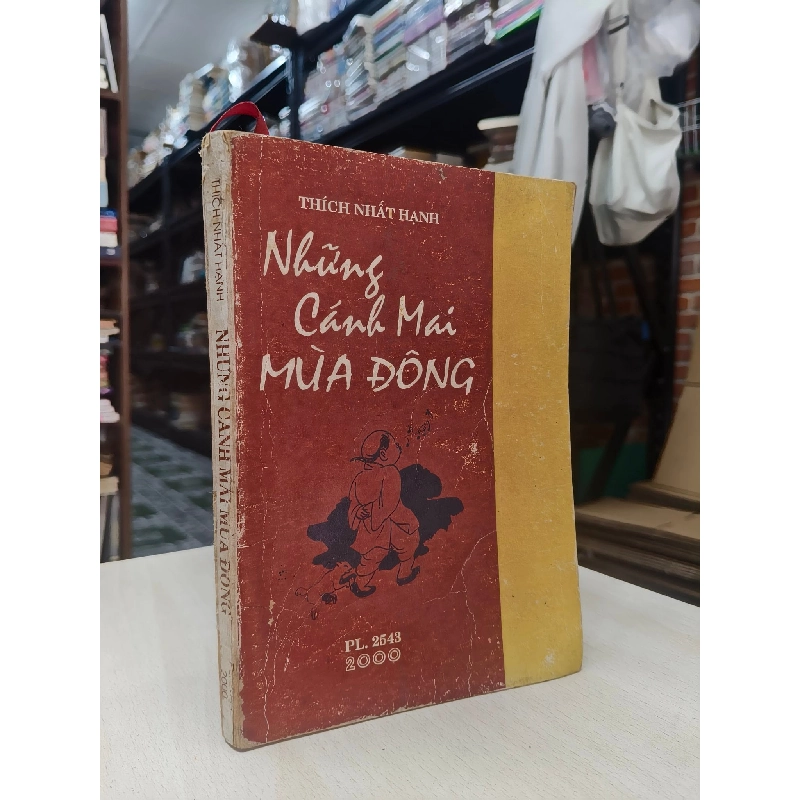 THÍCH NHẤT HẠNH
Những
Cánh Mai
MÙA ĐÔNG
PL. 2543
2000
THÍCH NHẤT HẠNH
NHỮNG CÁNH MAI MÙA ĐÔNG
2000